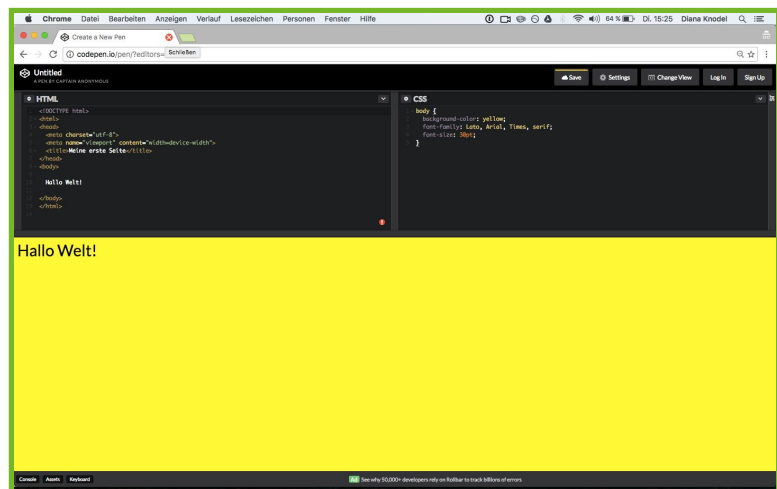 Chrome Datei Bearbeiten Anzeigen Verlauf Lesezeichen Personen Fenster Hilfe 64 % Di. 15:25 Diana Knodel
Create a New Pen
codepen.io/pen/?editors=
Schließen
Untitled
A PEN BY CAPTAIN ANONYMOUS
Save Settings Change View Log In Sign Up
HTML
<!DOCTYPE html>
<html>
<head>
<meta charset="utf-8">
<meta name="viewport" content="width=device-width">
<title>Meine erste Seite</title>
</head>
<body>
Hallo Welt!
</body>
</html>
CSS
body {
background-color: yellow;
font-family: Lato, Arial, Times, serif;
font-size: 30pt;
}
Hallo Welt!
Console Assets Keyboard
Ad See why 50,000+ developers rely on Rollbar to track billions of errors